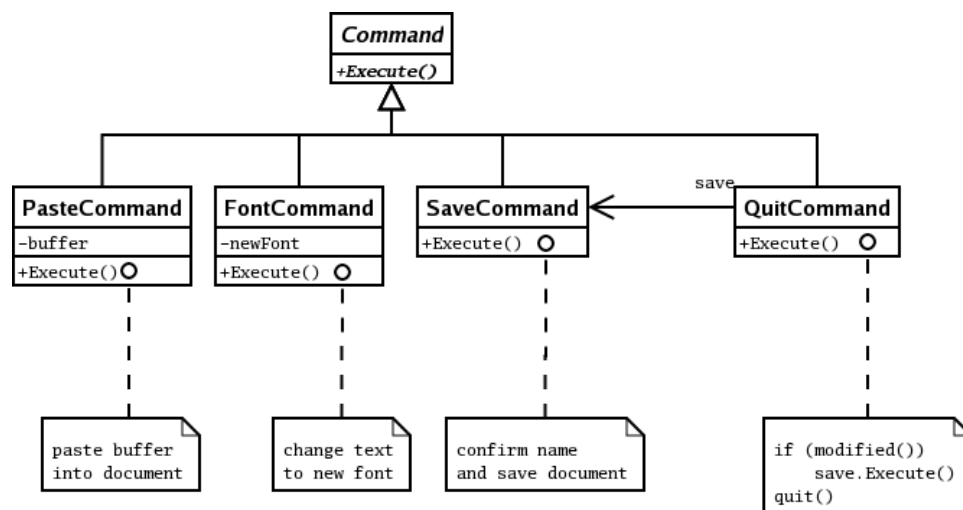 Command
+Execute()
save
PasteCommand
-buffer
+Execute()
FontCommand
-newFont
+Execute()
SaveCommand
+Execute()
QuitCommand
+Execute()
paste buffer
into document
change text
to new font
confirm name
and save document
if (modified())
    save.Execute()
quit()